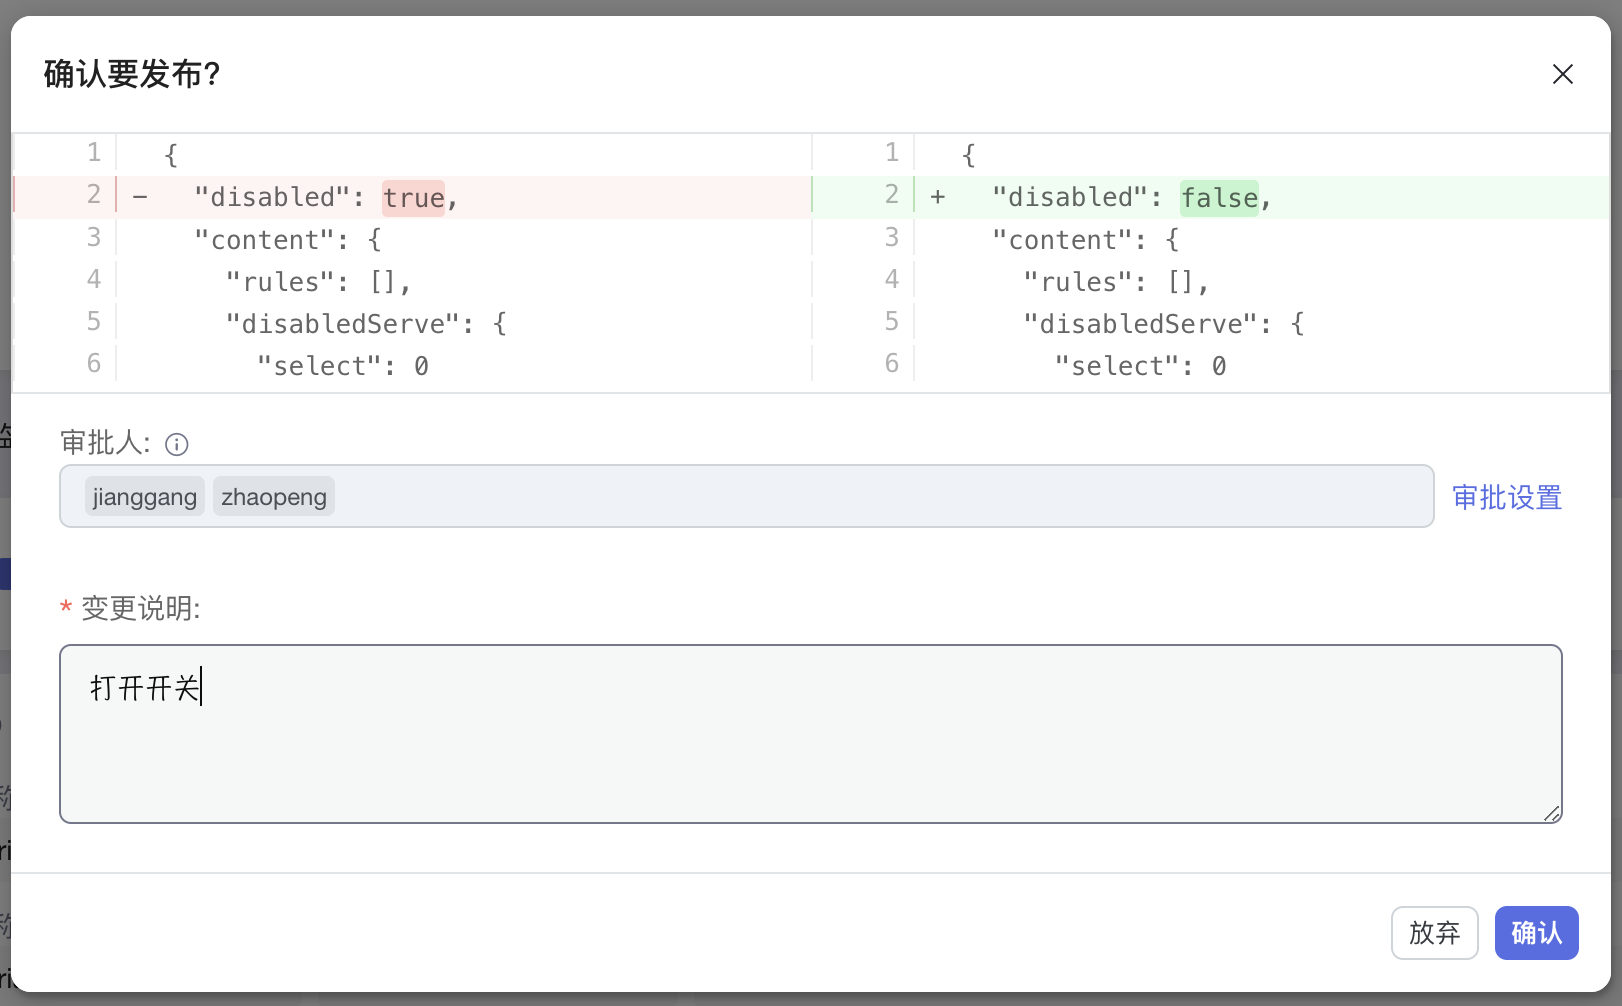 确认要发布?
1 {
2 − "disabled": true,
3 "content": {
4 "rules": [],
5 "disabledServe": {
6 "select": 0
1 {
2 + "disabled": false,
3 "content": {
4 "rules": [],
5 "disabledServe": {
6 "select": 0
审批人:
jianggang zhaopeng 审批设置
* 变更说明:
打开开关
放弃 确认